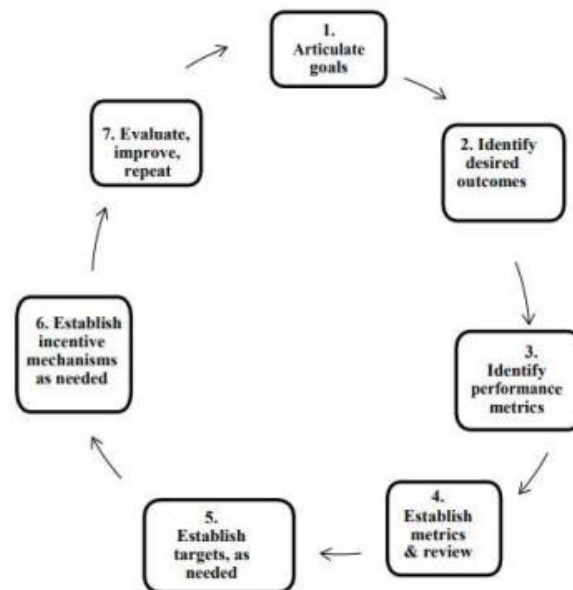 1.
Articulate
goals
2. Identify
desired
outcomes
3.
Identify
performance
metrics
4.
Establish
metrics
& review
5.
Establish
targets, as
needed
6. Establish
incentive
mechanisms
as needed
7. Evaluate,
improve,
repeat